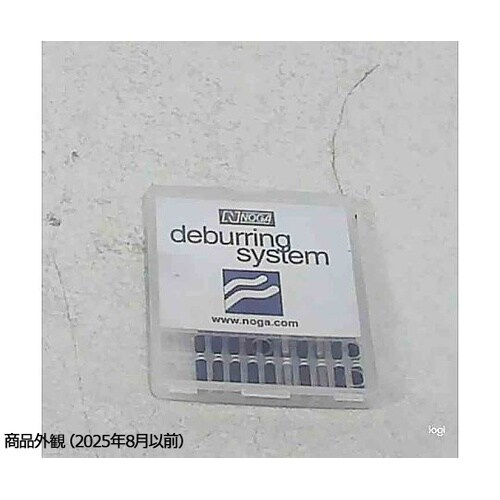 NOGA
deburring
system
www.noga.com
iogi
商品外観 (2025年8月以前)